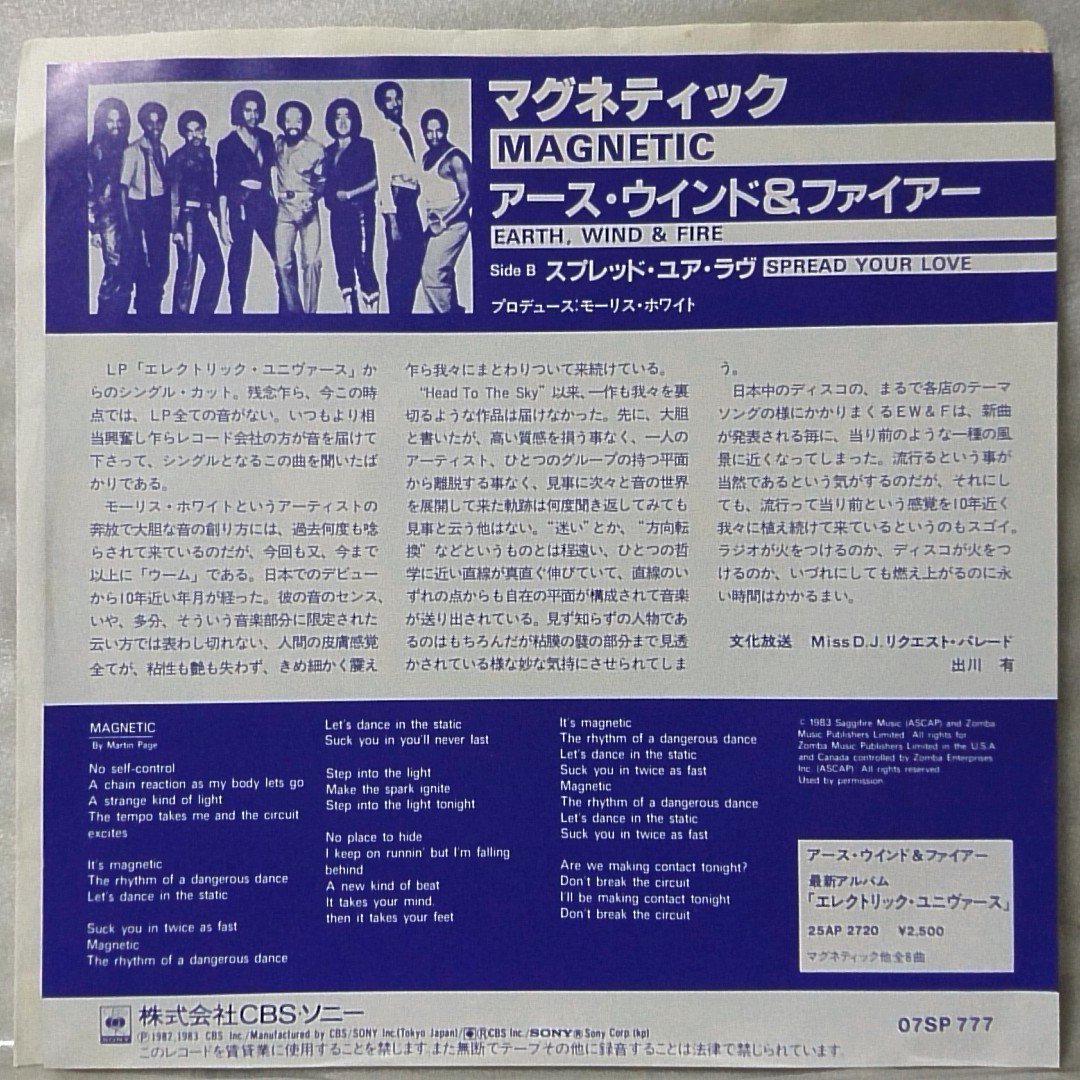 マグネティック
MAGNETIC
アース・ウインド&ファイアー
EARTH, WIND & FIRE
Side B スプレッド・ユア・ラヴ SPREAD YOUR LOVE
プロデュース:モーリス・ホワイト
LP「エレクトリック・ユニヴァース」か
らのシングル・カット。残念乍ら、今この時
点では、LP全ての音がない。いつもより相
当興奮し乍らレコード会社の方が音を届けて
下さって、シングルとなるこの曲を聞いたば
かりである。
モーリス・ホワイトというアーティストの
奔放で大胆な音の創り方には、過去何度も唸
らされて来ているのだが、今回も又、今まで
以上に「ウーム」である。日本でのデビュー
から10年近い年月が経った。彼の音のセンス、
いや、多分、そういう音楽部分に限定された
云い方では表わし切れない、人間の皮膚感覚
全てが、粘性も艶も失わず、きめ細かく震え
乍ら我々にまとわりついて来続けている。
“Head To The Sky”以来、一作も我々を裏
切るような作品は届けなかった。先に、大胆
と書いたが、高い質感を損う事なく、一人の
アーティスト、ひとつのグループの持つ平面
から離脱する事なく、見事に次々と音の世界
を展開して来た軌跡は何度聞き返してみても
見事と云う他はない。“迷い”とか、“方向転
換”などというものとは程遠い、ひとつの哲
学に近い直線が真直ぐ伸びていて、直線のい
ずれの点からも自在の平面が構成されて音楽
が送り出されている。見ず知らずの人物であ
るのはもちろんだが粘膜の襞の部分まで見透
かされている様な妙な気持にさせられてしま
う。
日本中のディスコの、まるで各店のテーマ
ソングの様にかかりまくるEW&Fは、新曲
が発表される毎に、当り前のような一種の風
景に近くなってしまった。流行るという事が
当然であるという気がするのだが、それにし
ても、流行って当り前という感覚を10年近く
我々に植え続けて来ているというのもスゴイ。
ラジオが火をつけるのか、ディスコが火をつ
けるのか、いづれにしても燃え上がるのに永
い時間はかかるまい。
文化放送 Miss D.J.リクエスト・パレード
出川 有
MAGNETIC
By Martin Page
No self-control
A chain reaction as my body lets go
A strange kind of light
The tempo takes me and the circuit
excites
It's magnetic
The rhythm of a dangerous dance
Let's dance in the static
Suck you in twice as fast
Magnetic
The rhythm of a dangerous dance
Let's dance in the static
Suck you in you'll never last
Step into the light
Make the spark ignite
Step into the light tonight
No place to hide
I keep on runnin' but I'm falling
behind
A new kind of beat
It takes your mind.
then it takes your feet
It's magnetic
The rhythm of a dangerous dance
Let's dance in the static
Suck you in twice as fast
Magnetic
The rhythm of a dangerous dance
Let's dance in the static
Suck you in twice as fast
Are we making contact tonight?
Don't break the circuit
I'll be making contact tonight
Don't break the circuit
© 1983 Saggifire Music (ASCAP) and Zomba
Music Publishers Limited All rights for
Zomba Music Publishers Limited in the U.S.A
and Canada controlled by Zomba Enterprises
Inc. (ASCAP) All rights reserved
Used by permission
アース・ウインド&ファイアー
最新アルバム
「エレクトリック・ユニヴァース」
25AP 2720 ¥2,500
マグネティック他全8曲
SONY
株式会社CBS・ソニー
Ⓟ1982,1983 CBS Inc./Manufactured by CBS/SONY Inc.(Tokyo Japan)/ⓇCBS Inc./SONY®Sony Corp.(ko)
このレコードを賃貸業に使用することを禁じます.また無断でテープその他に録音することは法律で禁じられています.
07SP 777